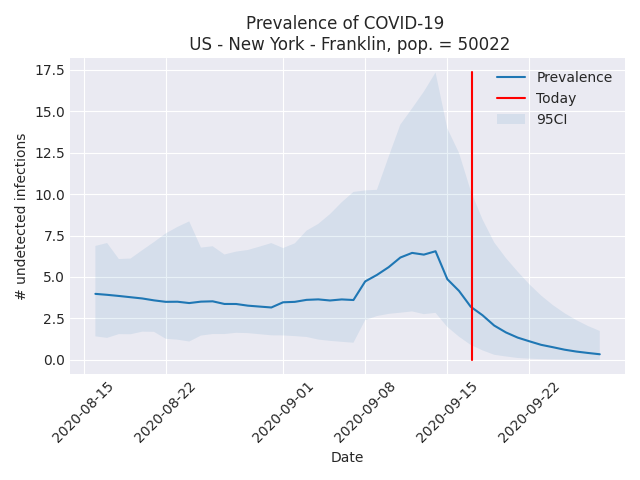 Prevalence of COVID-19
US - New York - Franklin, pop. = 50022
17.5
15.0
12.5
10.0
7.5
5.0
2.5
0.0
# undetected infections
Prevalence
Today
95CI
2020-08-15
2020-08-22
2020-09-01
2020-09-08
2020-09-15
2020-09-22
Date